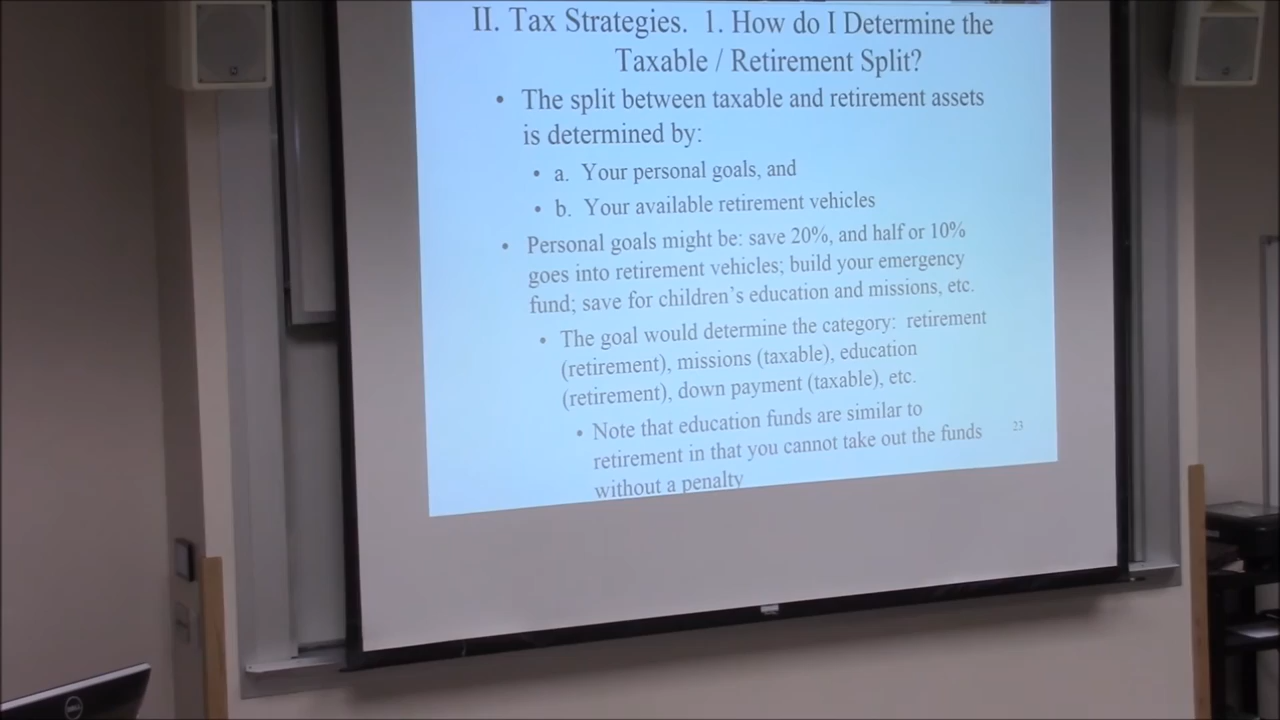 II. Tax Strategies. 1. How do I Determine the
Taxable / Retirement Split?
• The split between taxable and retirement assets
is determined by:
• a. Your personal goals, and
• b. Your available retirement vehicles
• Personal goals might be: save 20%, and half or 10%
goes into retirement vehicles; build your emergency
fund; save for children's education and missions, etc.
• The goal would determine the category: retirement
(retirement), missions (taxable), education
(retirement), down payment (taxable), etc.
• Note that education funds are similar to
retirement in that you cannot take out the funds
without a penalty
23
DELL